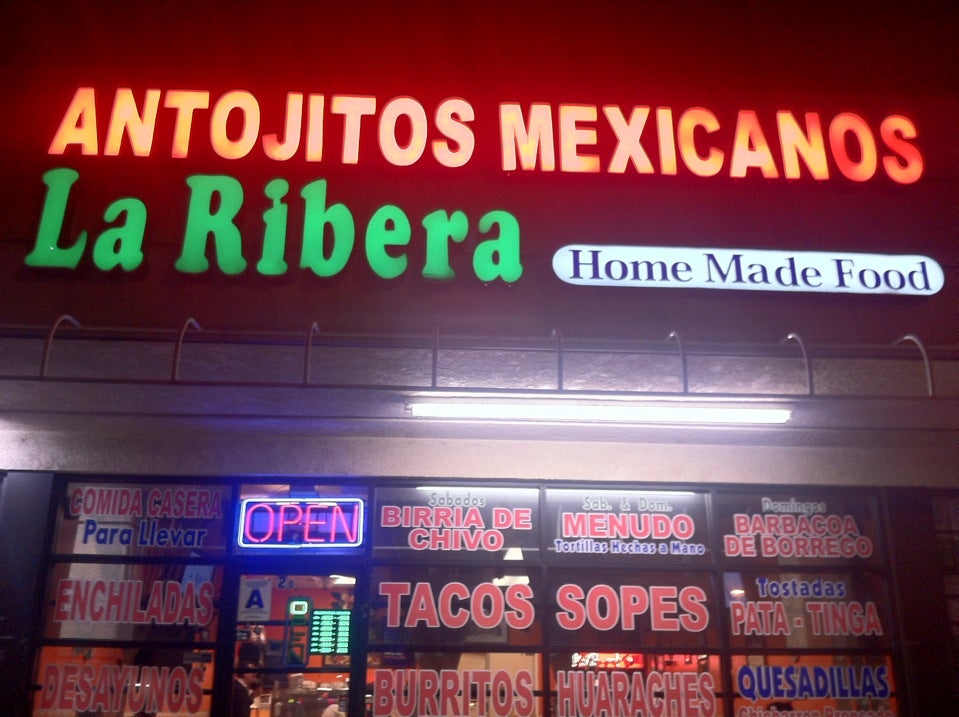 ANTOJITOS MEXICANOS
La Ribera
Home Made Food
COMIDA CASERA
Para Llevar
OPEN
Sabados
BIRRIA DE
CHIVO
Sab. & Dom.
MENUDO
Tortillas Hechas a Mano
Domingos
BARBACOA
DE BORREGO
ENCHILADAS
A
OPEN
TACOS
SOPES
Tostadas
PATA - TINGA
DESAYUNOS
BURRITOS
HUARACHES
QUESADILLAS